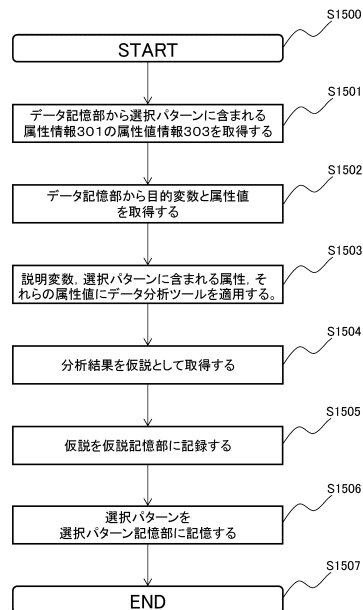 S1500
START
S1501
データ記憶部から選択パターンに含まれる
属性情報301の属性値情報303を取得する
S1502
データ記憶部から目的変数と属性値
を取得する
S1503
説明変数，選択パターンに含まれる属性，そ
れらの属性値にデータ分析ツールを適用する。
S1504
分析結果を仮説として取得する
S1505
仮説を仮説記憶部に記録する
S1506
選択パターンを
選択パターン記憶部に記憶する
S1507
END